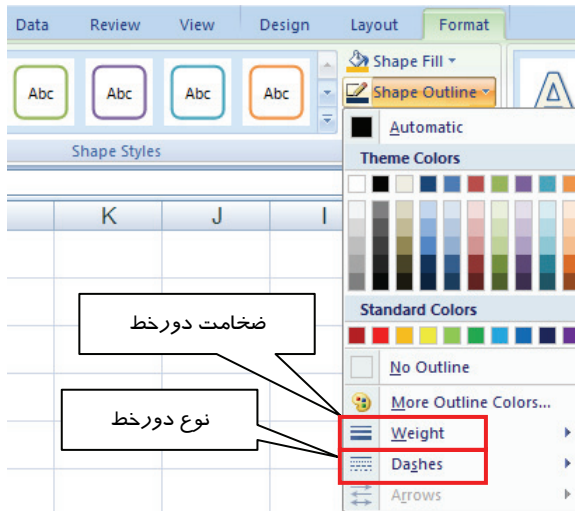 Data Review View Design Layout Format
Shape Fill
Abc Abc Abc Abc Shape Outline A
Automatic
Shape Styles
Theme Colors
K J I
Standard Colors
ضخامت دورخط
No Outline
More Outline Colors...
نوع دورخط
Weight
Dashes
Arrows